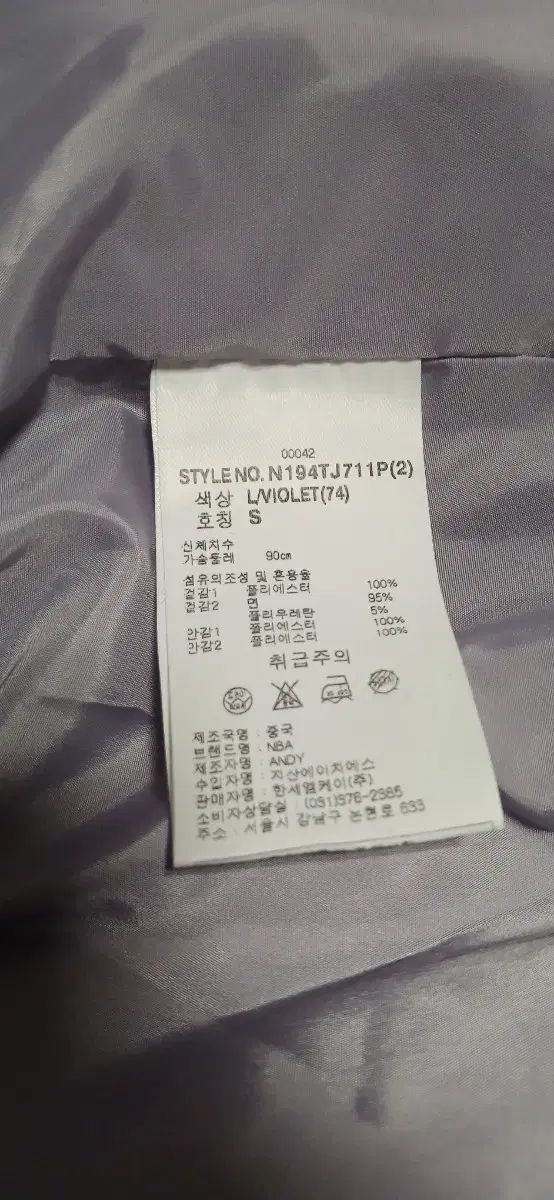 00042
STYLE NO. N194TJ711P(2)
색상 L/VIOLET(74)
호칭 S
신체치수
가슴둘레 90cm
섬유의조성 및 혼용율
겉감1 폴리에스터 100%
겉감2 면 95%
폴리우레탄 5%
안감1 폴리에스터 100%
안감2 폴리에스터 100%
취급주의
제조국명 : 중국
브랜드명 : NBA
제조자명 : ANDY
수입자명 : 지산에이치에스
판매자명 : 한세엠케이(주)
소비자상담실 : (031)376-2385
주소 : 서울시 강남구 논현로 633